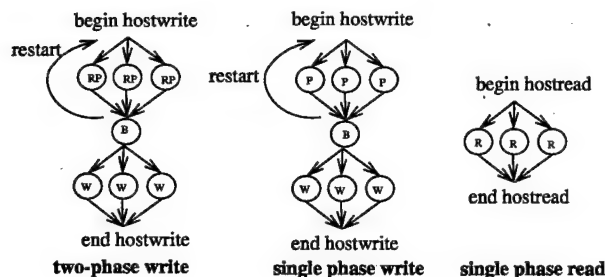 begin hostwrite
restart
RP RP RP
B
W W W
end hostwrite
two-phase write
begin hostwrite
restart
P P P
B
W W W
end hostwrite
single phase write
begin hostread
R R R
end hostread
single phase read